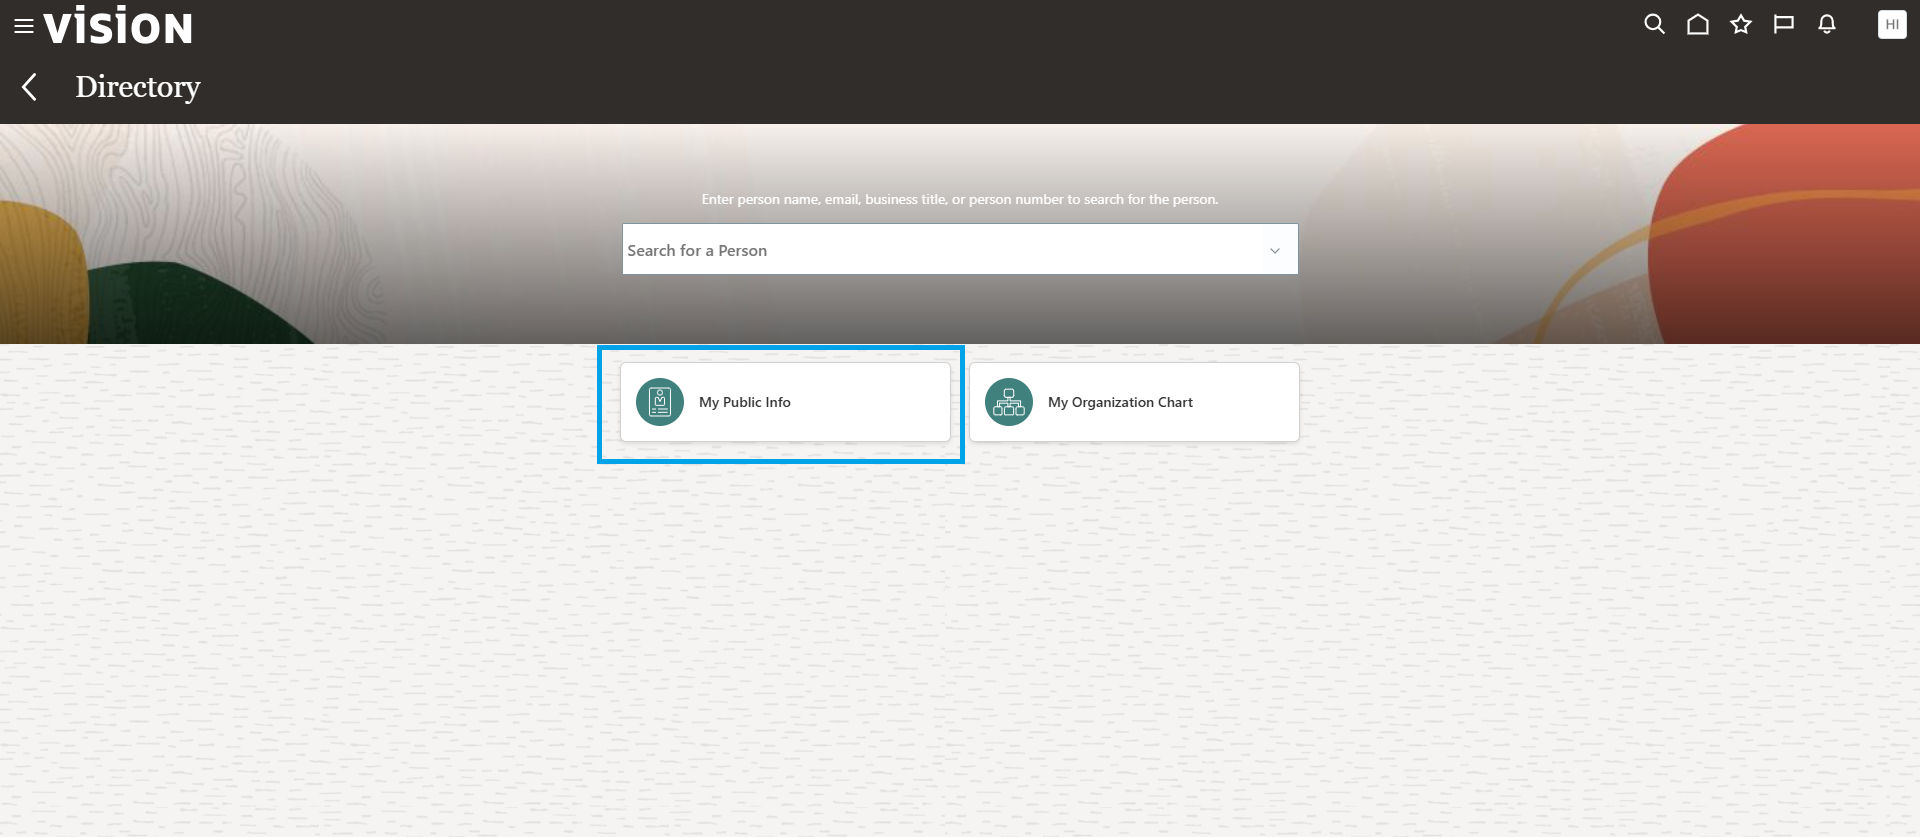 vision
HI
Directory
Enter person name, email, business title, or person number to search for the person.
Search for a Person
My Public Info
My Organization Chart